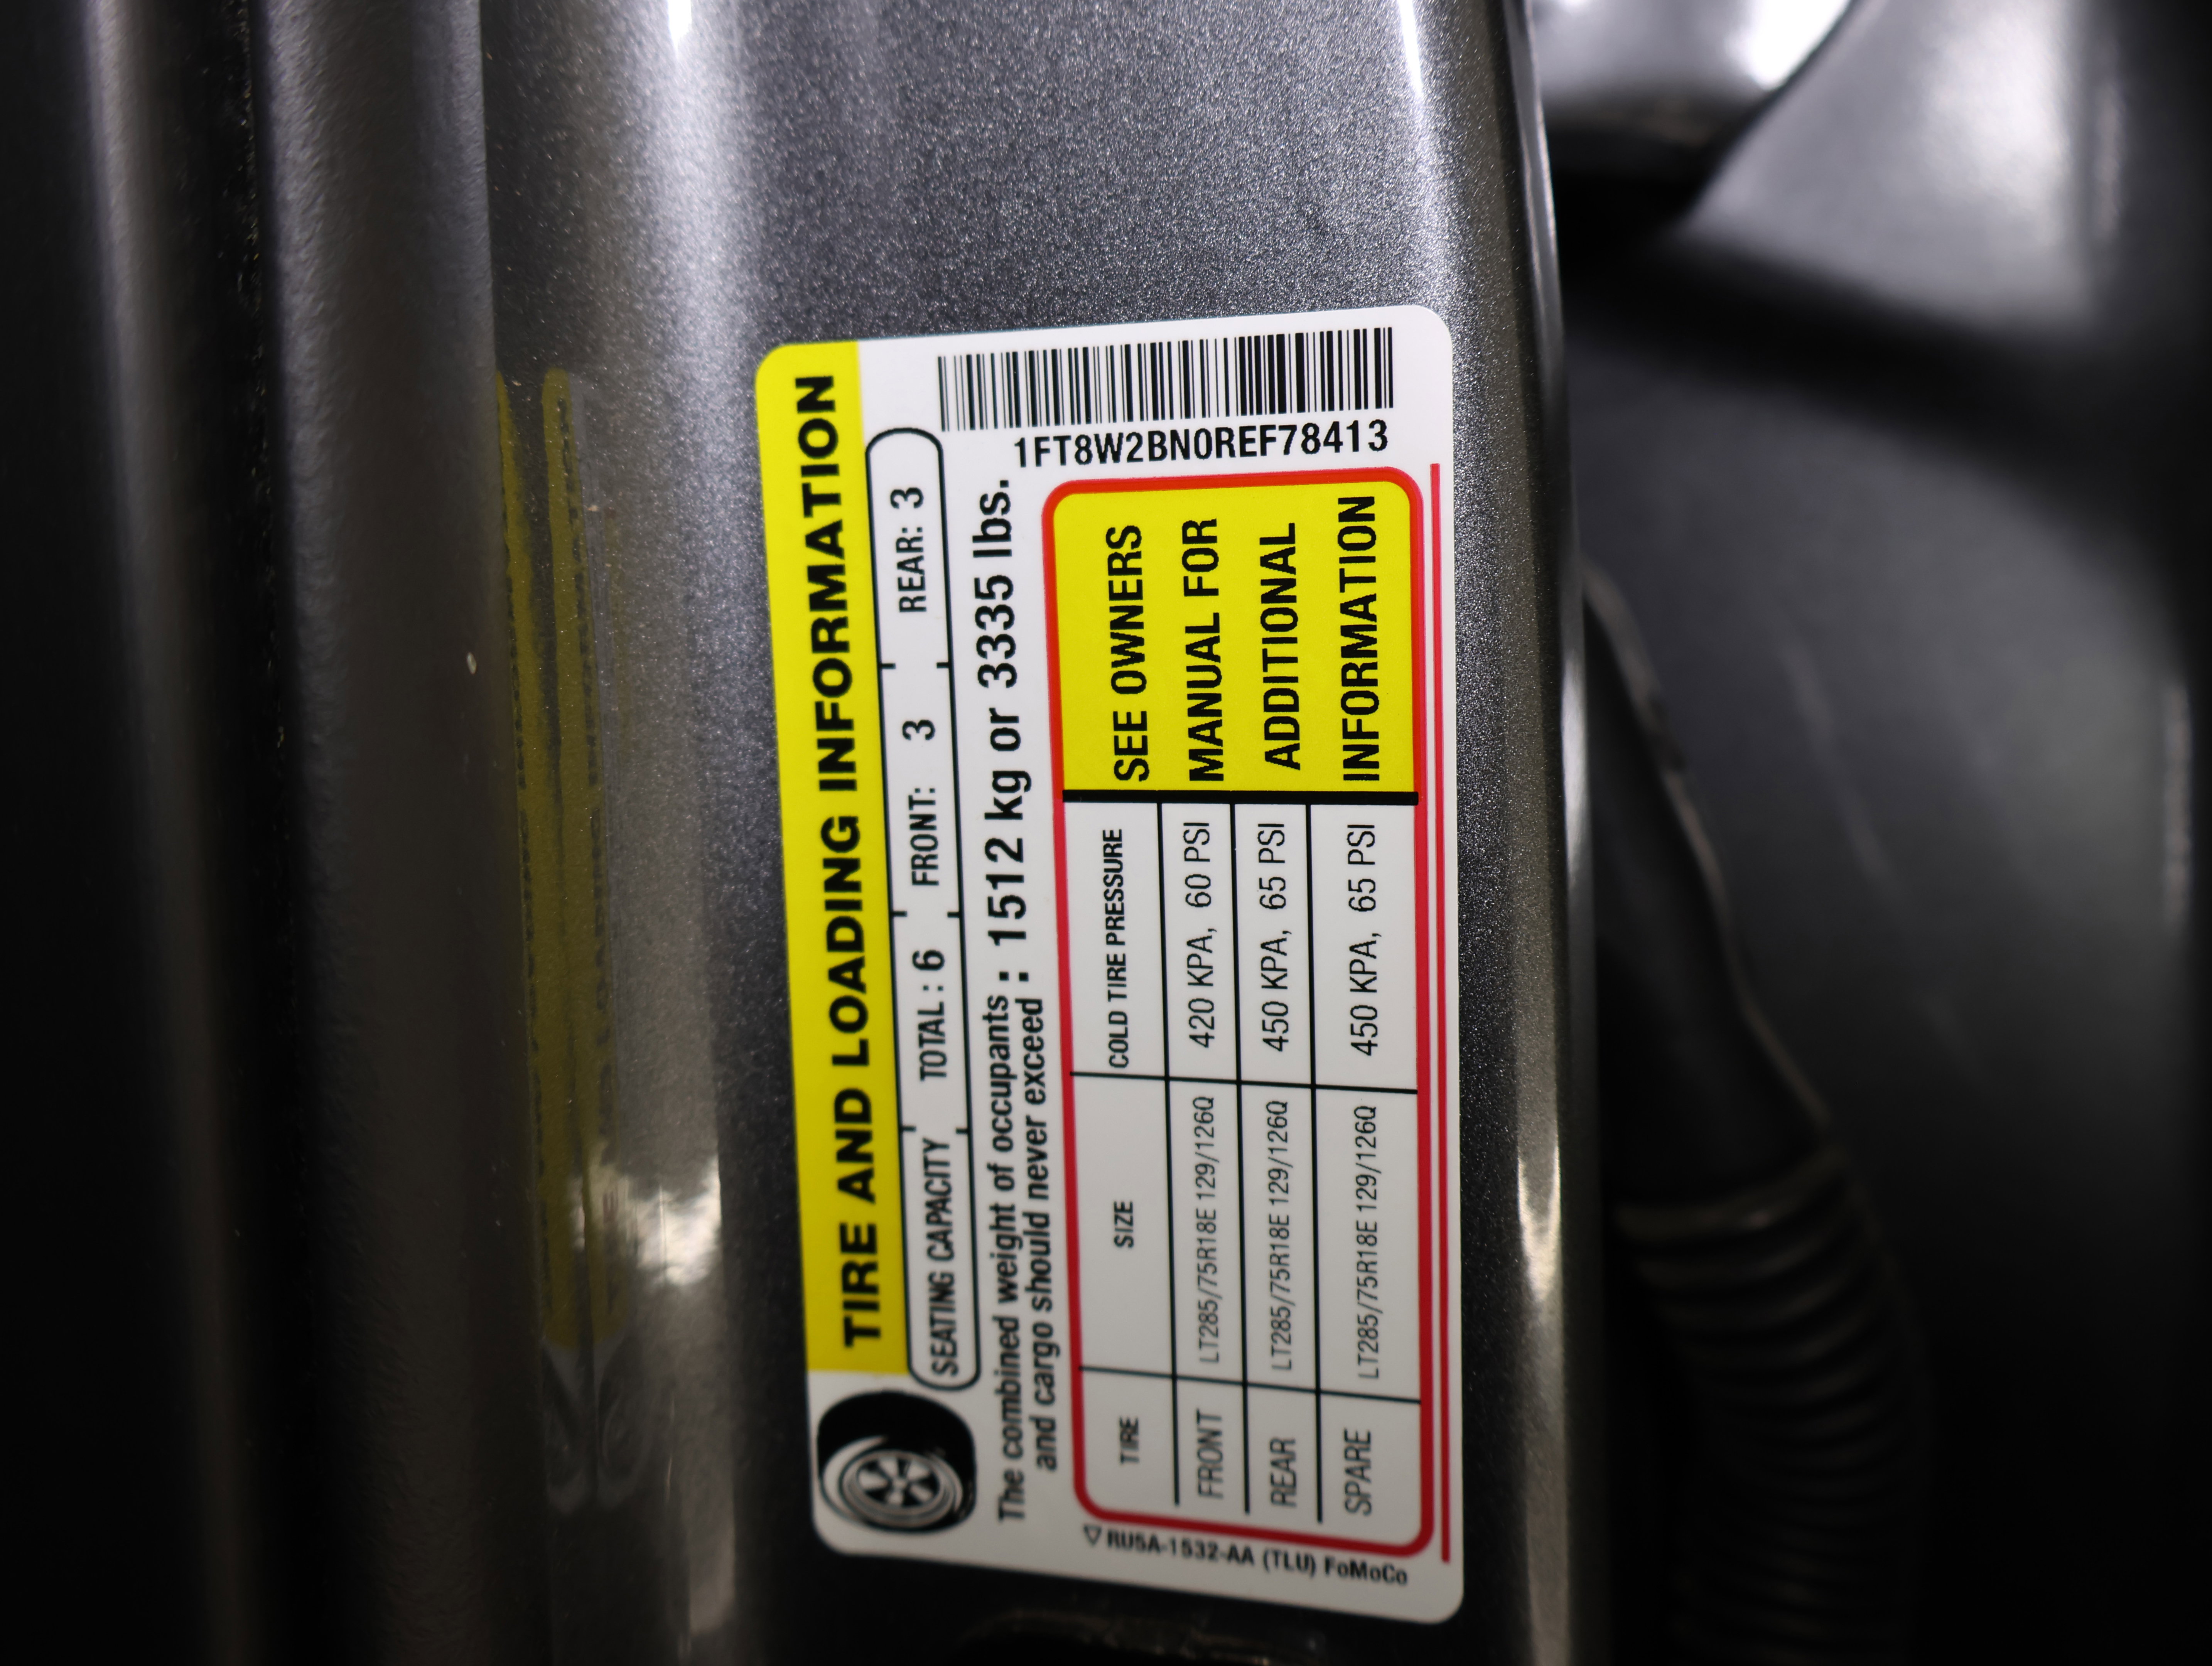 TIRE AND LOADING INFORMATION
SEATING CAPACITY TOTAL : 6 FRONT: 3 REAR: 3
The combined weight of occupants and cargo should never exceed : 1512 kg or 3335 lbs.
1FT8W2BN0REF78413
TIRE SIZE COLD TIRE PRESSURE
FRONT LT285/75R18E 129/126Q 420 KPA, 60 PSI
REAR LT285/75R18E 129/126Q 450 KPA, 65 PSI
SPARE LT285/75R18E 129/126Q 450 KPA, 65 PSI
SEE OWNERS
MANUAL FOR
ADDITIONAL
INFORMATION
RU5A-1532-AA (TLU) FoMoCo